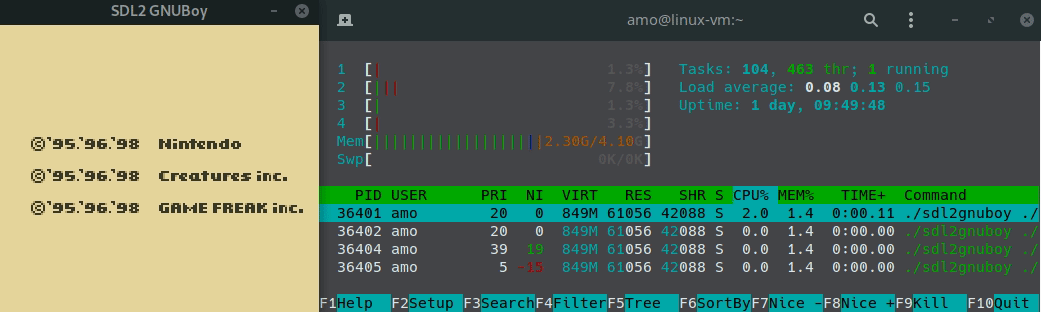 SDL2 GNUBoy
©'95.'96.'98 Nintendo
©'95.'96.'98 Creatures inc.
©'95.'96.'98 GAME FREAK inc.
amo@linux-vm:~
1 [| 1.3%] Tasks: 104, 463 thr; 1 running
2 [||| 7.8%] Load average: 0.08 0.13 0.15
3 [| 1.3%] Uptime: 1 day, 09:49:48
4 [| 3.3%]
Mem[|||||||||||||||||||2.30G/4.10G]
Swp[ 0K/0K]
PID USER PRI NI VIRT RES SHR S CPU% MEM% TIME+ Command
36401 amo 20 0 849M 61056 42088 S 2.0 1.4 0:00.11 ./sdl2gnuboy ./
36402 amo 20 0 849M 61056 42088 S 0.0 1.4 0:00.00 ./sdl2gnuboy ./
36404 amo 39 19 849M 61056 42088 S 0.0 1.4 0:00.00 ./sdl2gnuboy ./
36405 amo 5 -15 849M 61056 42088 S 0.0 1.4 0:00.00 ./sdl2gnuboy ./
F1Help F2Setup F3SearchF4FilterF5Tree F6SortByF7Nice -F8Nice +F9Kill F10Quit